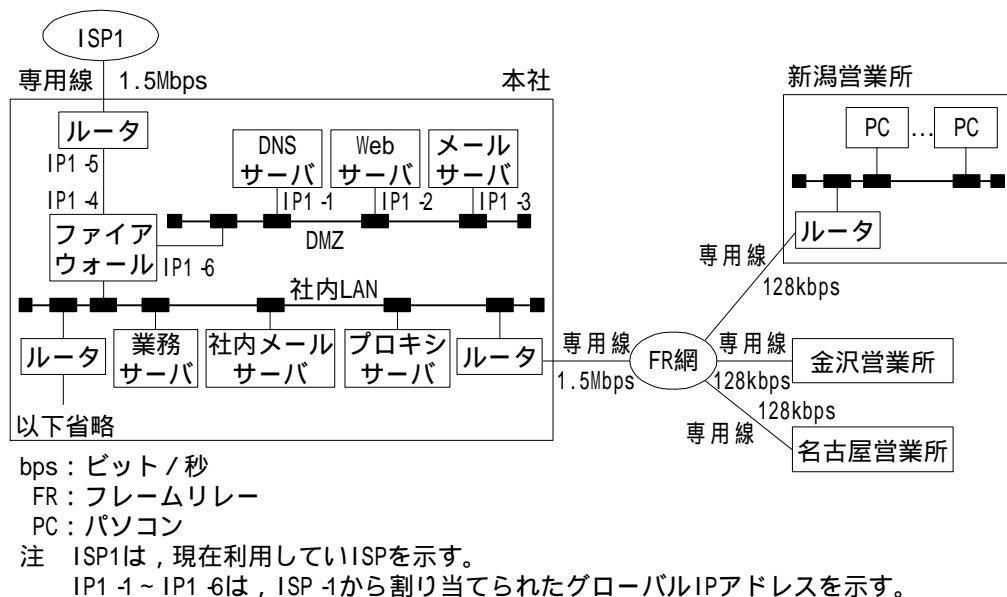 ISP1
専用線 1.5Mbps
本社
ルータ
IP1-5
IP1-4
ファイア
ウォール
IP1-6
DNS
サーバ
IP1-1
Web
サーバ
IP1-2
メール
サーバ
IP1-3
DMZ
社内LAN
ルータ
以下省略
業務
サーバ
社内メール
サーバ
プロキシ
サーバ
ルータ
専用線
1.5Mbps
FR網
新潟営業所
PC…PC
ルータ
専用線
128kbps
専用線
128kbps
金沢営業所
128kbps
専用線
名古屋営業所
bps：ビット/秒
FR：フレームリレー
PC：パソコン
注 ISP1は，現在利用していISPを示す。
IP1-1～IP1-6は，ISP-1から割り当てられたグローバルIPアドレスを示す。